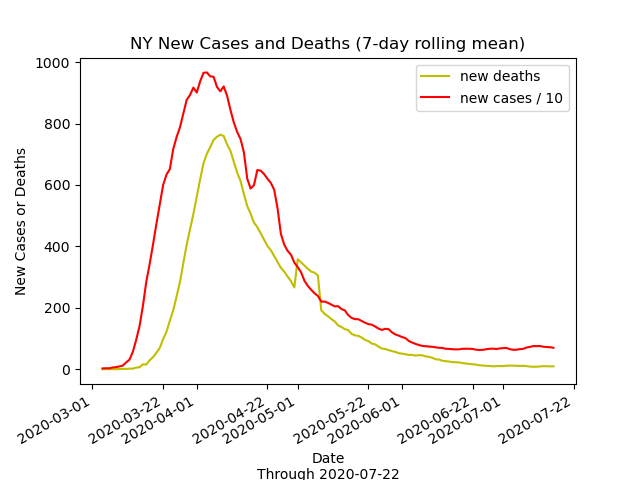 NY New Cases and Deaths (7-day rolling mean)
new deaths
new cases / 10
New Cases or Deaths
1000
800
600
400
200
0
2020-03-01
2020-03-22
2020-04-01
2020-04-22
2020-05-01
2020-05-22
2020-06-01
2020-06-22
2020-07-01
2020-07-22
Date
Through 2020-07-22